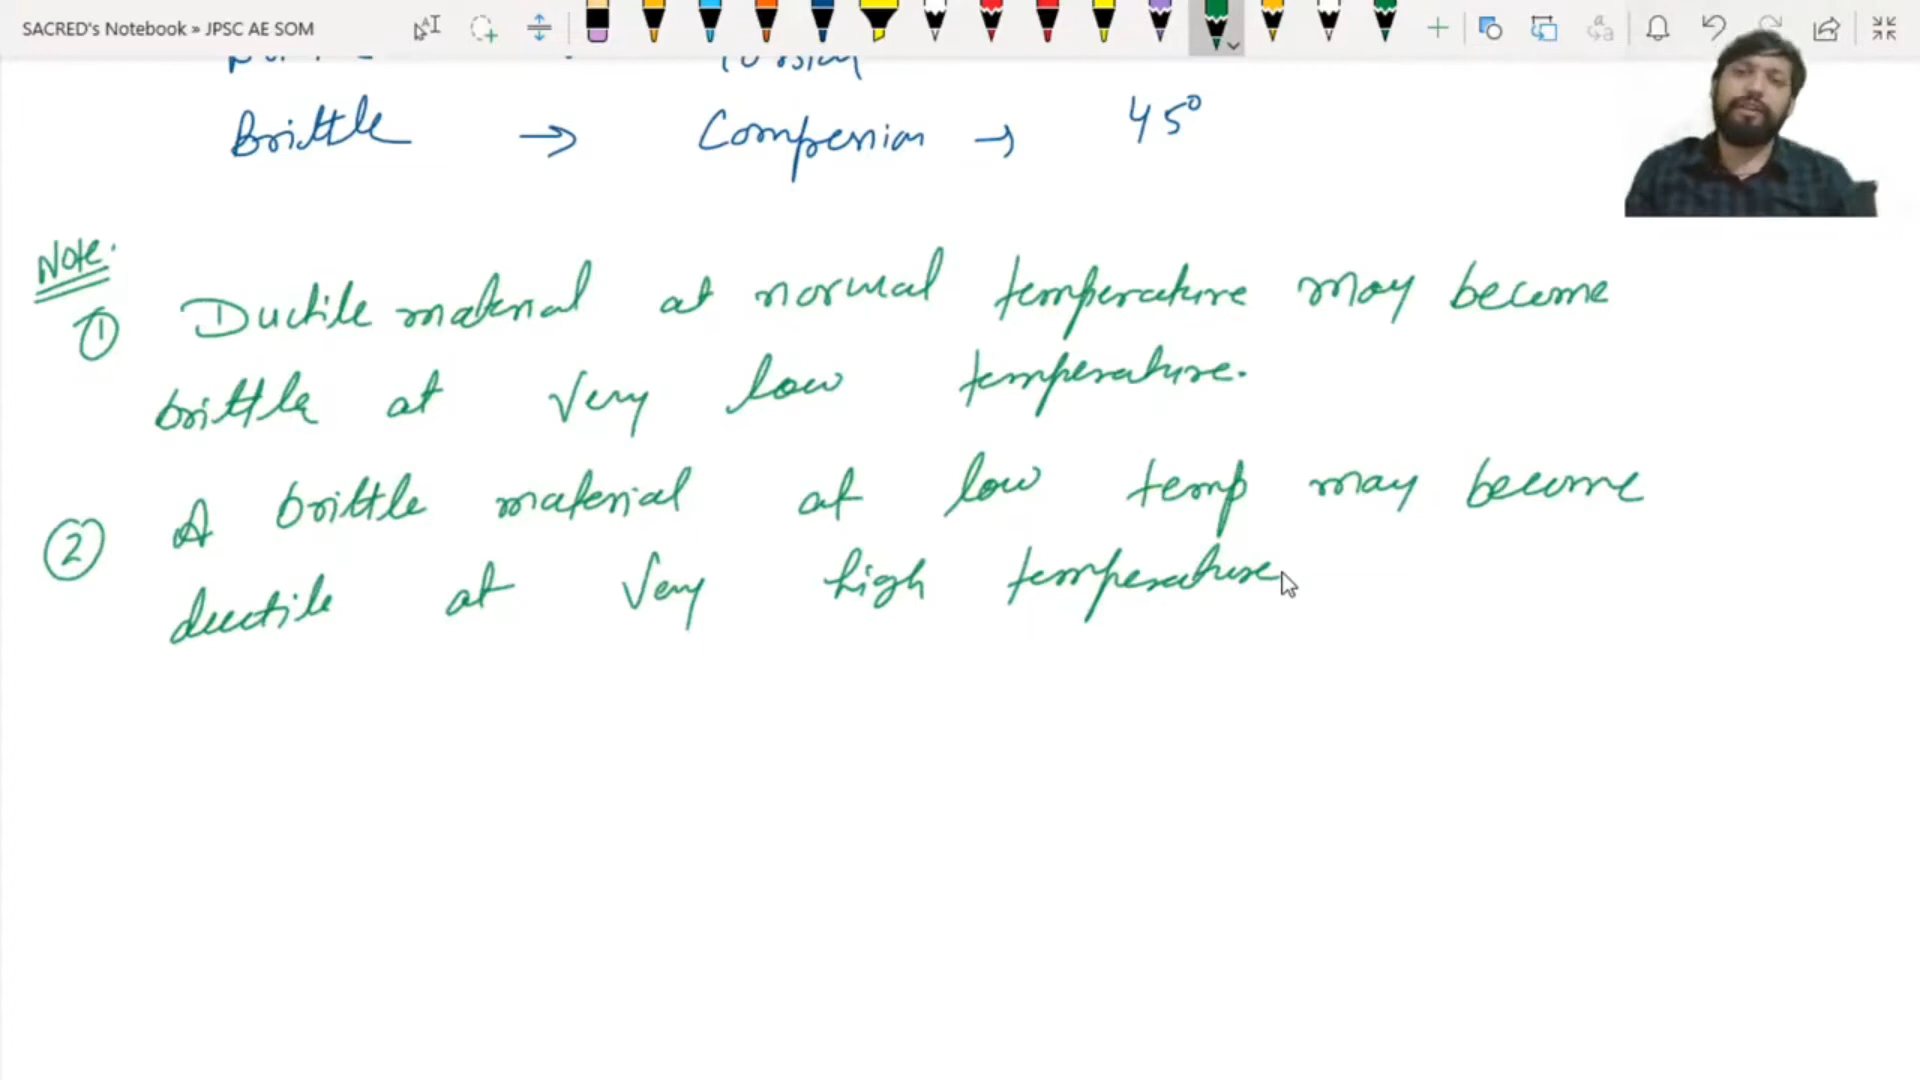 SACRED's Notebook » JPSC AE SOM
Brittle → Compression → 45°
Note:
① Ductile material at normal temperature may become
brittle at very low temperature.
② A brittle material at low temp may become
ductile at very high temperature